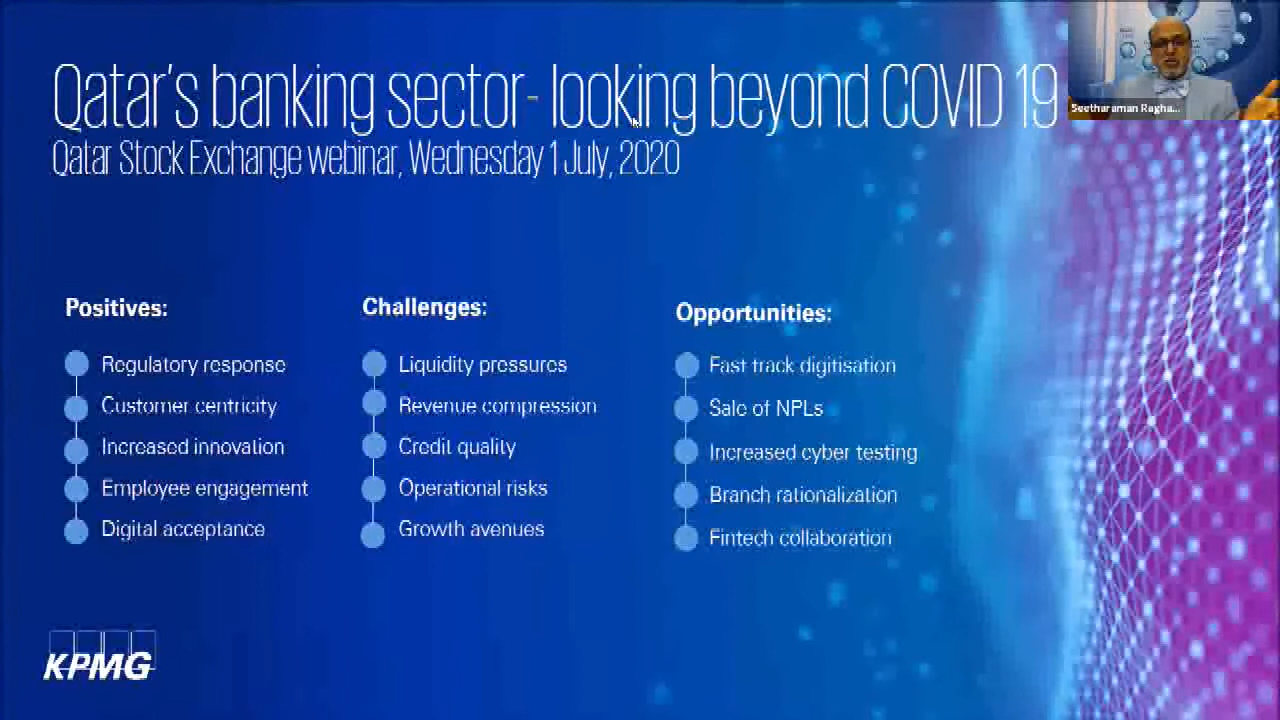 Qatar's banking sector- looking beyond COVID 19
Qatar Stock Exchange webinar, Wednesday 1 July, 2020
Seetharaman Ragha...
Positives:
Regulatory response
Customer centricity
Increased innovation
Employee engagement
Digital acceptance
Challenges:
Liquidity pressures
Revenue compression
Credit quality
Operational risks
Growth avenues
Opportunities:
Fast track digitisation
Sale of NPLs
Increased cyber testing
Branch rationalization
Fintech collaboration
KPMG